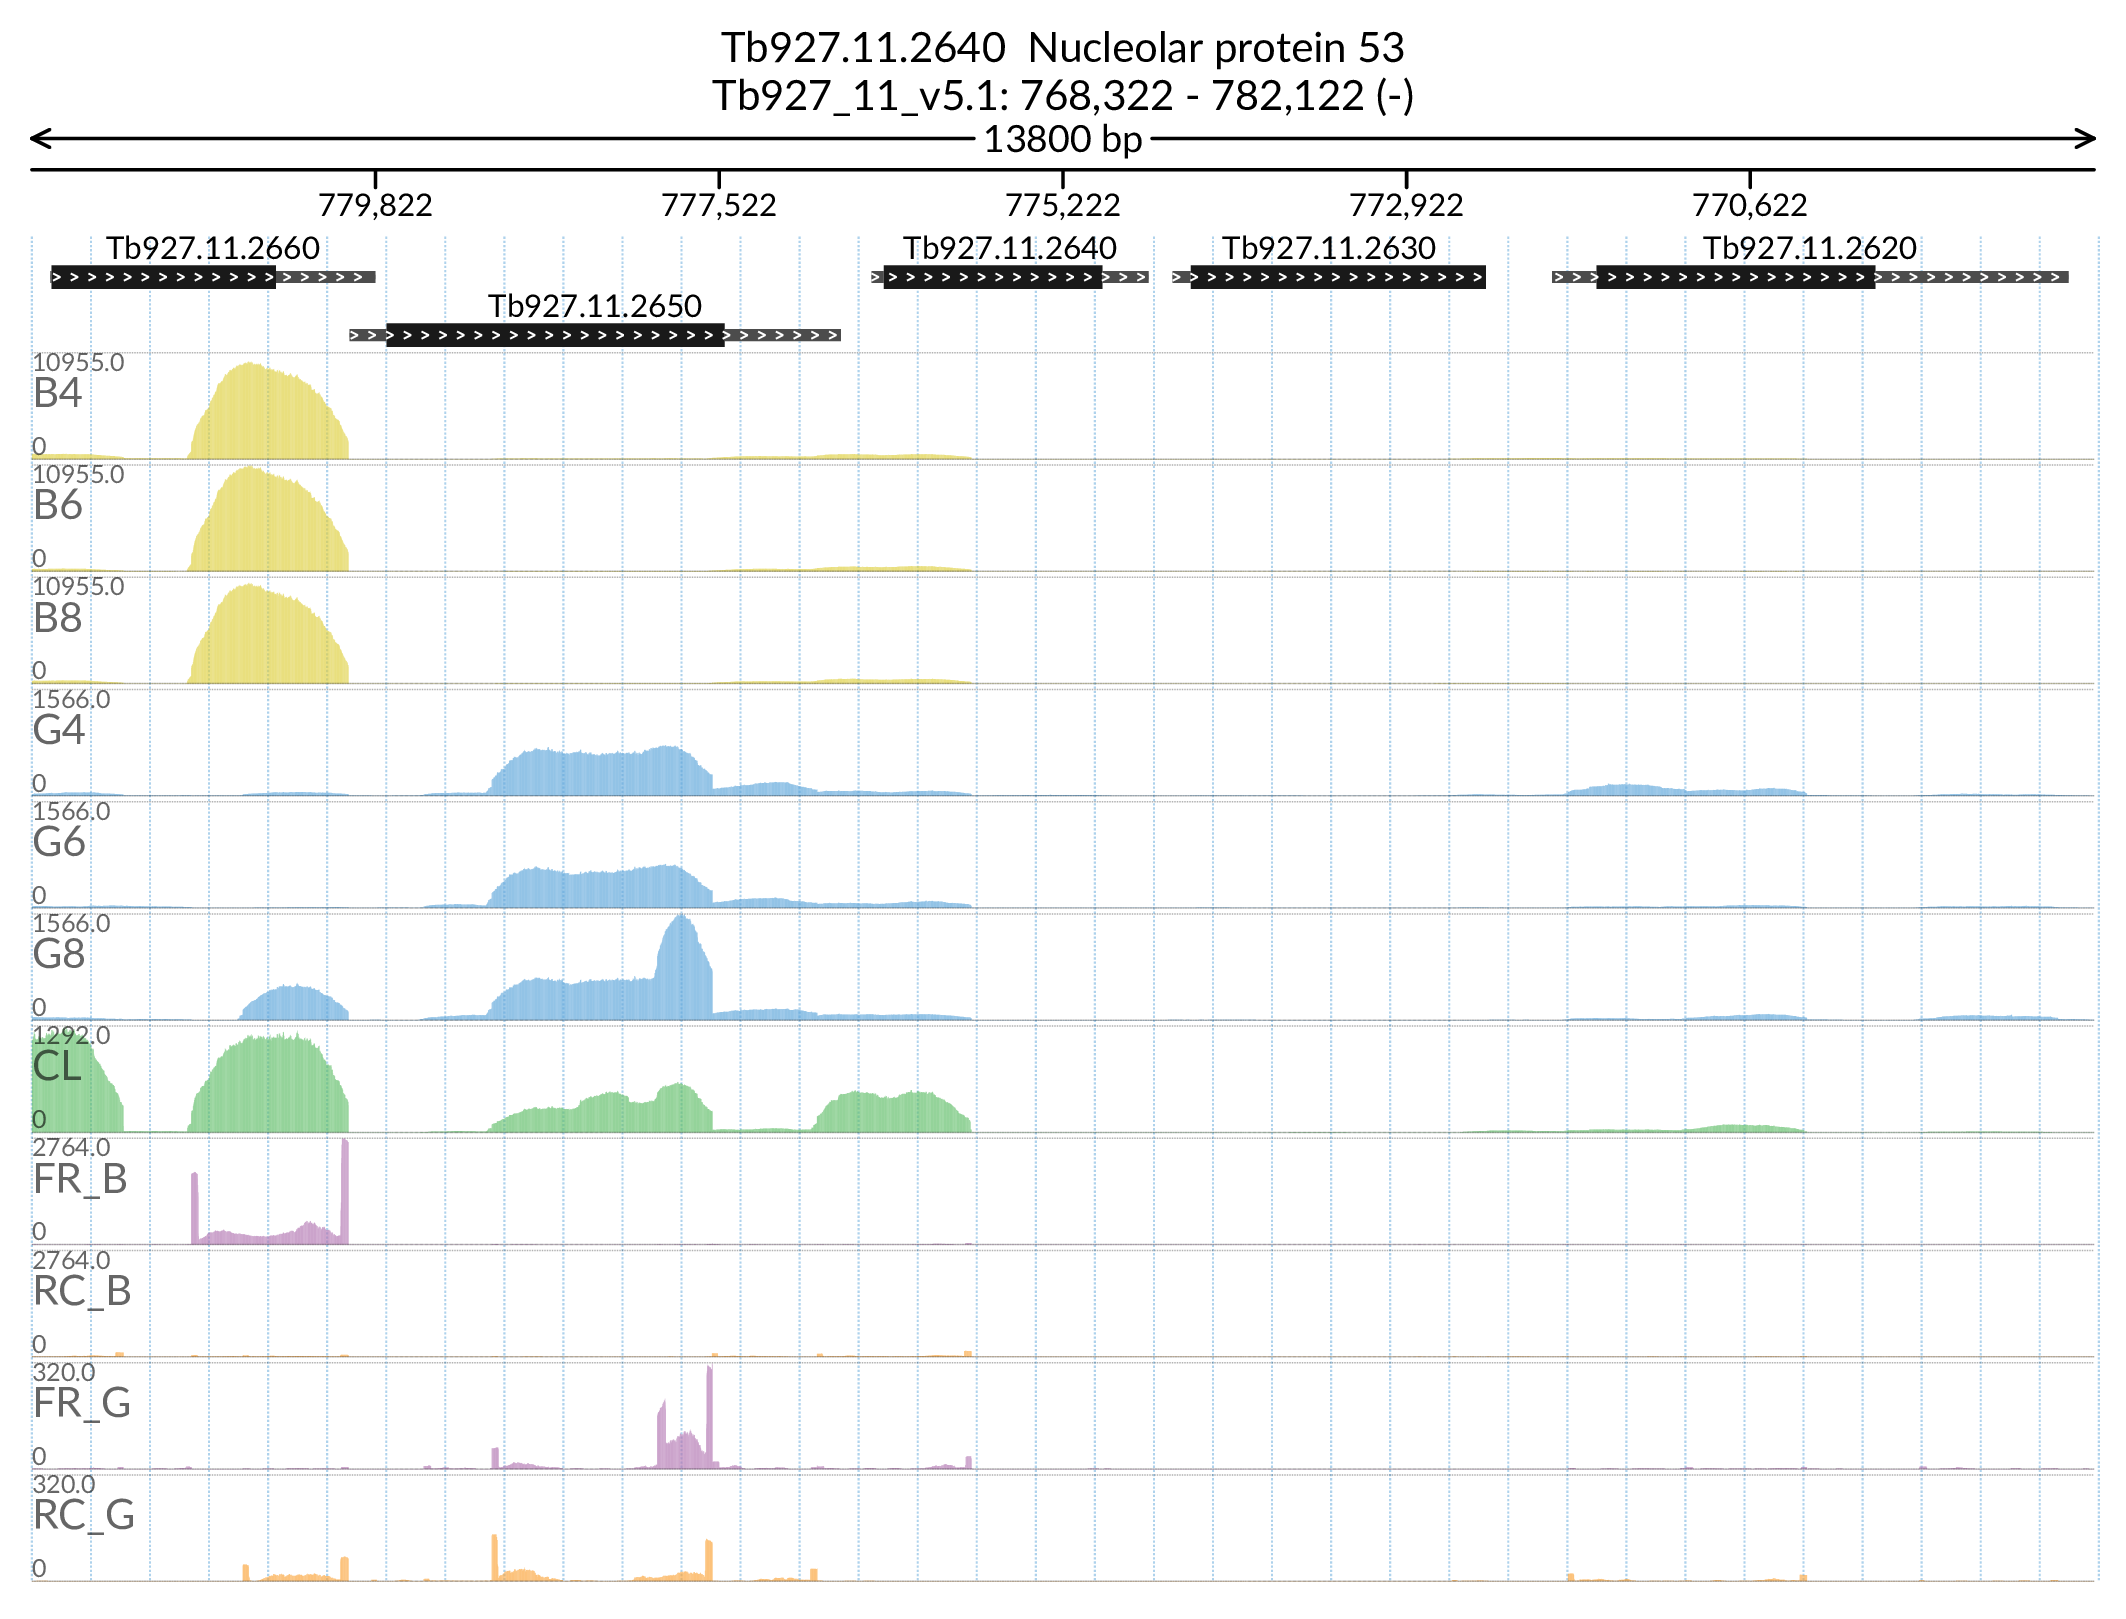 Tb927.11.2640  Nucleolar protein 53
Tb927_11_v5.1: 768,322 - 782,122 (-)
13800 bp
779,822 777,522 775,222 772,922 770,622
Tb927.11.2660 Tb927.11.2640 Tb927.11.2630 Tb927.11.2620
Tb927.11.2650
10955.0
B4
0
10955.0
B6
0
10955.0
B8
0
1566.0
G4
0
1566.0
G6
0
1566.0
G8
0
1292.0
CL
0
2764.0
FR_B
0
2764.0
RC_B
0
320.0
FR_G
0
320.0
RC_G
0